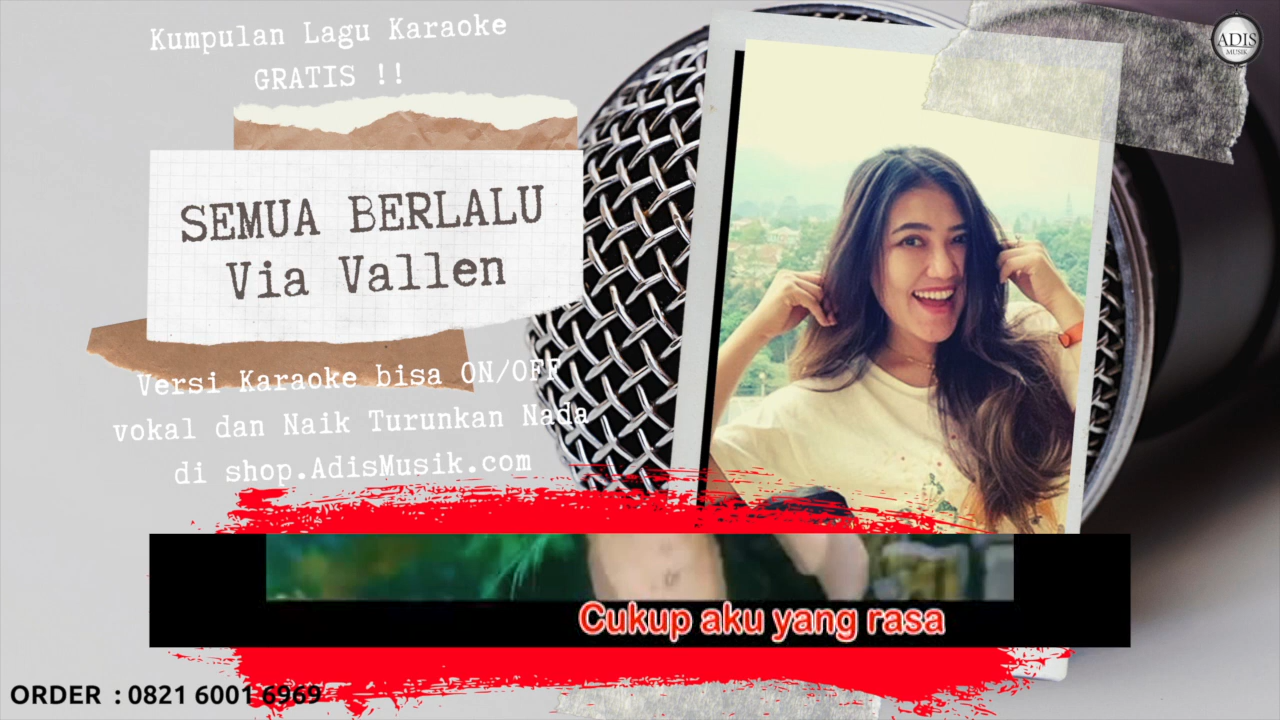 Kumpulan Lagu Karaoke
GRATIS !!
ADIS
MUSIK
SEMUA BERLALU
Via Vallen
Versi Karaoke bisa ON/OFF
vokal dan Naik Turunkan Nada
di shop.AdisMusik.com
Cukup aku yang rasa
ORDER : 0821 6001 6969